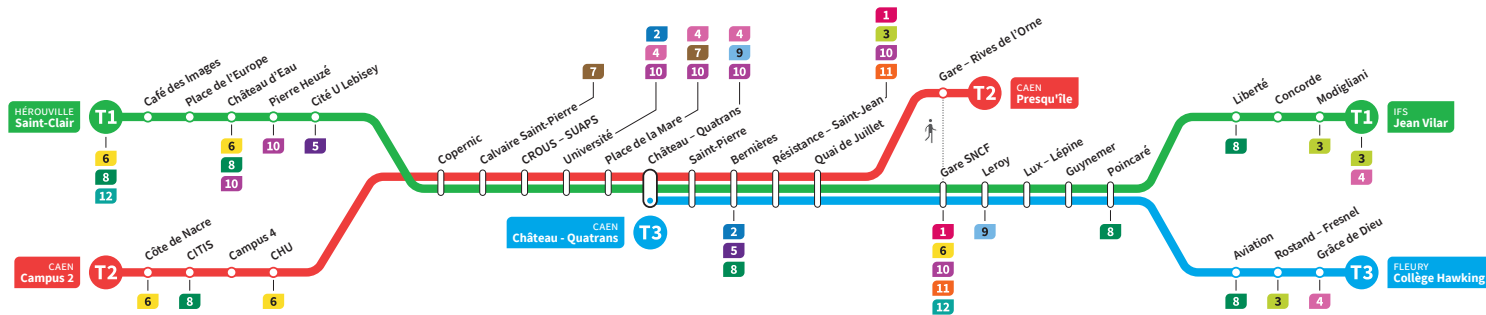 HÉROUVILLE
Saint-Clair
T1
6
8
12
Café des Images
Place de l'Europe
Château d'Eau
6
8
10
Pierre Heuzé
10
Cité U Lebisey
5
CAEN
Campus 2
T2
Côte de Nacre
6
CITIS
8
Campus 4
CHU
6
Copernic
Calvaire Saint-Pierre
7
CROUS – SUAPS
Université
2
4
10
Place de la Mare
4
7
10
Château – Quatrans
4
9
10
CAEN
Château - Quatrans
T3
Saint-Pierre
Bernières
2
5
8
Résistance – Saint-Jean
1
3
10
11
Quai de Juillet
Gare – Rives de l'Orne
T2
CAEN
Presqu'île
Gare SNCF
1
6
10
11
12
Leroy
9
Lux – Lépine
Guynemer
Poincaré
8
Liberté
8
Concorde
Modigliani
3
T1
IFS
Jean Vilar
3
4
Aviation
8
Rostand – Fresnel
3
Grâce de Dieu
4
T3
FLEURY
Collège Hawking